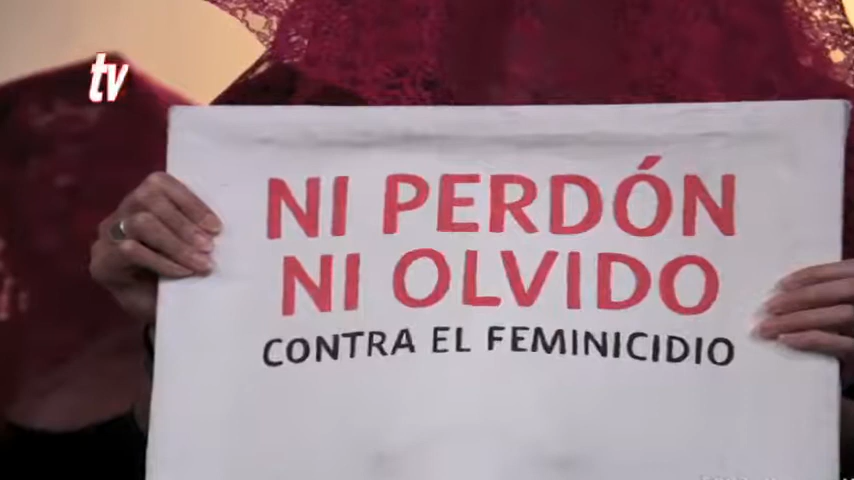 tv
NI PERDÓN
NI OLVIDO
CONTRA EL FEMINICIDIO